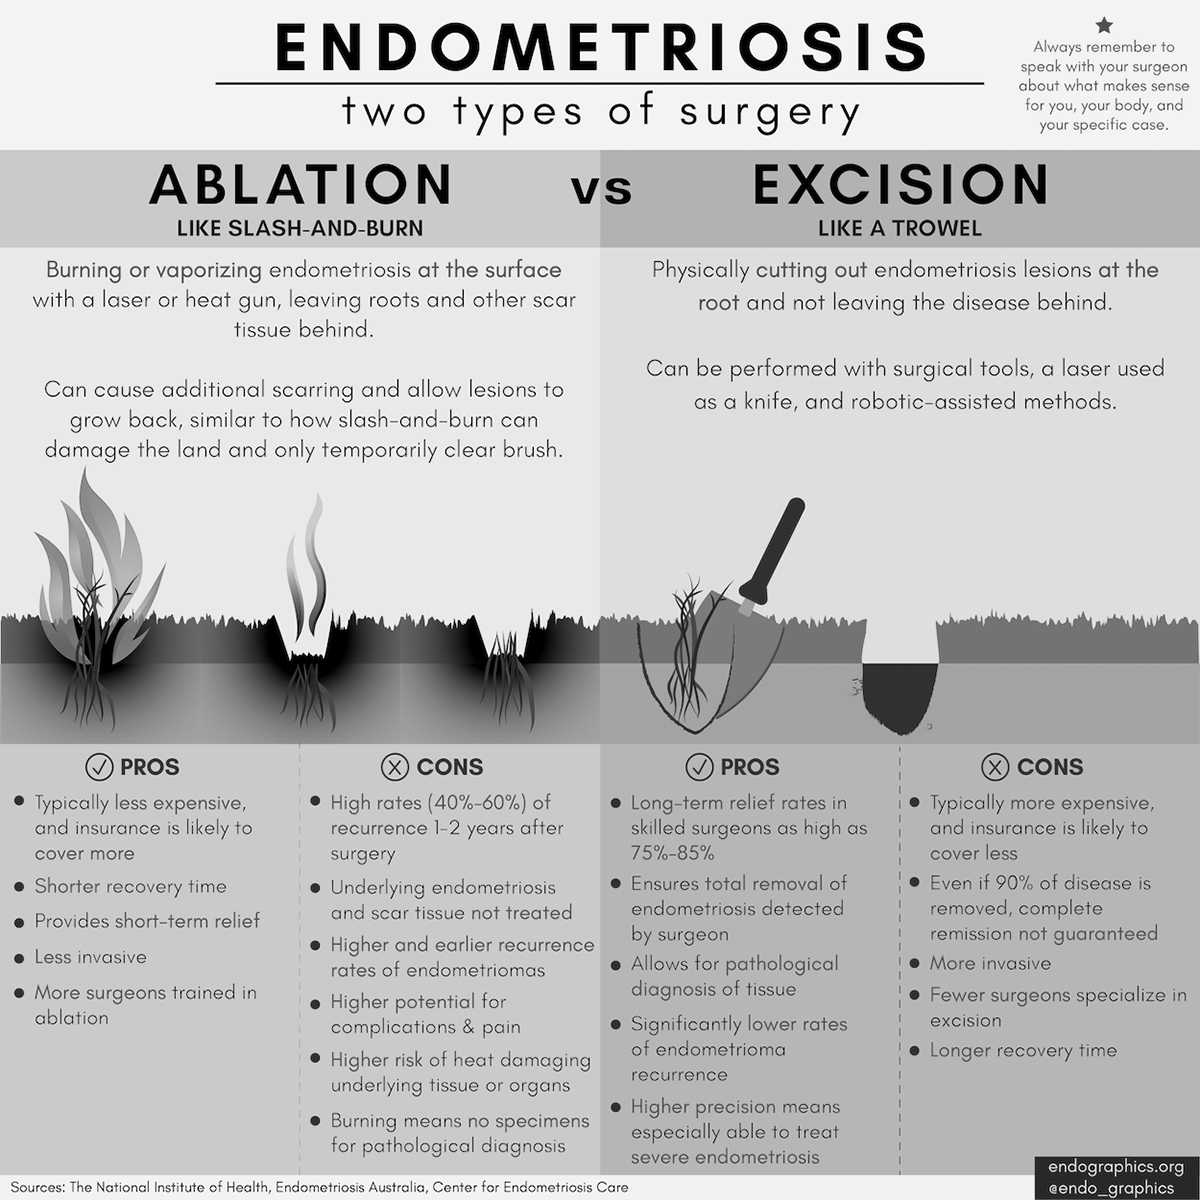 ENDOMETRIOSIS
two types of surgery
★
Always remember to
speak with your surgeon
about what makes sense
for you, your body, and
your specific case.
ABLATION vs EXCISION
LIKE SLASH-AND-BURN
LIKE A TROWEL
Burning or vaporizing endometriosis at the surface
with a laser or heat gun, leaving roots and other scar
tissue behind.
Can cause additional scarring and allow lesions to
grow back, similar to how slash-and-burn can
damage the land and only temporarily clear brush.
Physically cutting out endometriosis lesions at the
root and not leaving the disease behind.
Can be performed with surgical tools, a laser used
as a knife, and robotic-assisted methods.
PROS
• Typically less expensive,
and insurance is likely to
cover more
• Shorter recovery time
• Provides short-term relief
• Less invasive
• More surgeons trained in
ablation
CONS
• High rates (40%-60%) of
recurrence 1-2 years after
surgery
• Underlying endometriosis
and scar tissue not treated
• Higher and earlier recurrence
rates of endometriomas
• Higher potential for
complications & pain
• Higher risk of heat damaging
underlying tissue or organs
• Burning means no specimens
for pathological diagnosis
PROS
• Long-term relief rates in
skilled surgeons as high as
75%-85%
• Ensures total removal of
endometriosis detected
by surgeon
• Allows for pathological
diagnosis of tissue
• Significantly lower rates
of endometrioma
recurrence
• Higher precision means
especially able to treat
severe endometriosis
CONS
• Typically more expensive,
and insurance is likely to
cover less
• Even if 90% of disease is
removed, complete
remission not guaranteed
• More invasive
• Fewer surgeons specialize in
excision
• Longer recovery time
Sources: The National Institute of Health, Endometriosis Australia, Center for Endometriosis Care
endographics.org
@endo_graphics